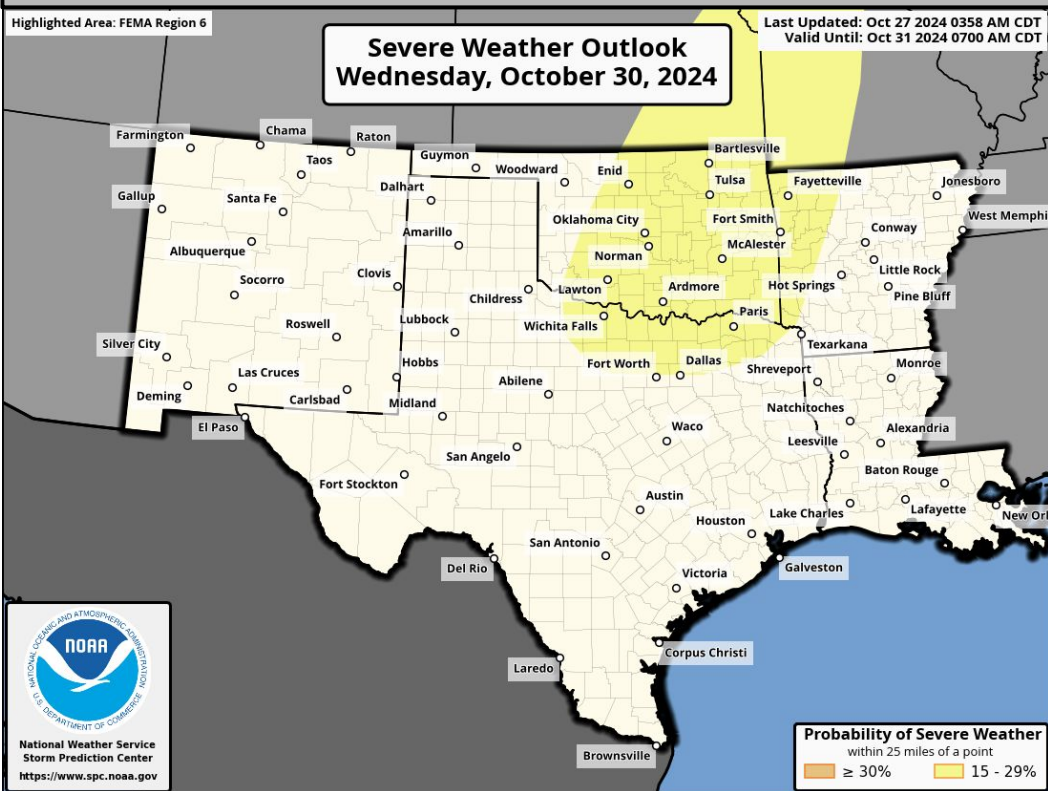 Highlighted Area: FEMA Region 6
Last Updated: Oct 27 2024 0358 AM CDT
Valid Until: Oct 31 2024 0700 AM CDT
Severe Weather Outlook
Wednesday, October 30, 2024
Farmington
Chama
Raton
Taos
Guymon
Woodward
Enid
Bartlesville
Tulsa
Fayetteville
Jonesboro
Gallup
Santa Fe
Dalhart
Oklahoma City
Fort Smith
West Memphi
Albuquerque
Amarillo
Norman
McAlester
Conway
Socorro
Clovis
Childress
Lawton
Ardmore
Hot Springs
Little Rock
Pine Bluff
Roswell
Lubbock
Wichita Falls
Paris
Texarkana
Silver City
Hobbs
Fort Worth
Dallas
Shreveport
Monroe
Las Cruces
Deming
Carlsbad
Midland
Abilene
Natchitoches
El Paso
Waco
Leesville
Alexandria
San Angelo
Baton Rouge
Fort Stockton
Austin
Lake Charles
Lafayette
New Orl
Houston
San Antonio
Del Rio
Galveston
Victoria
Corpus Christi
Laredo
Brownsville
NATIONAL OCEANIC AND ATMOSPHERIC ADMINISTRATION
NOAA
U.S. DEPARTMENT OF COMMERCE
National Weather Service
Storm Prediction Center
https://www.spc.noaa.gov
Probability of Severe Weather
within 25 miles of a point
≥ 30%
15 - 29%